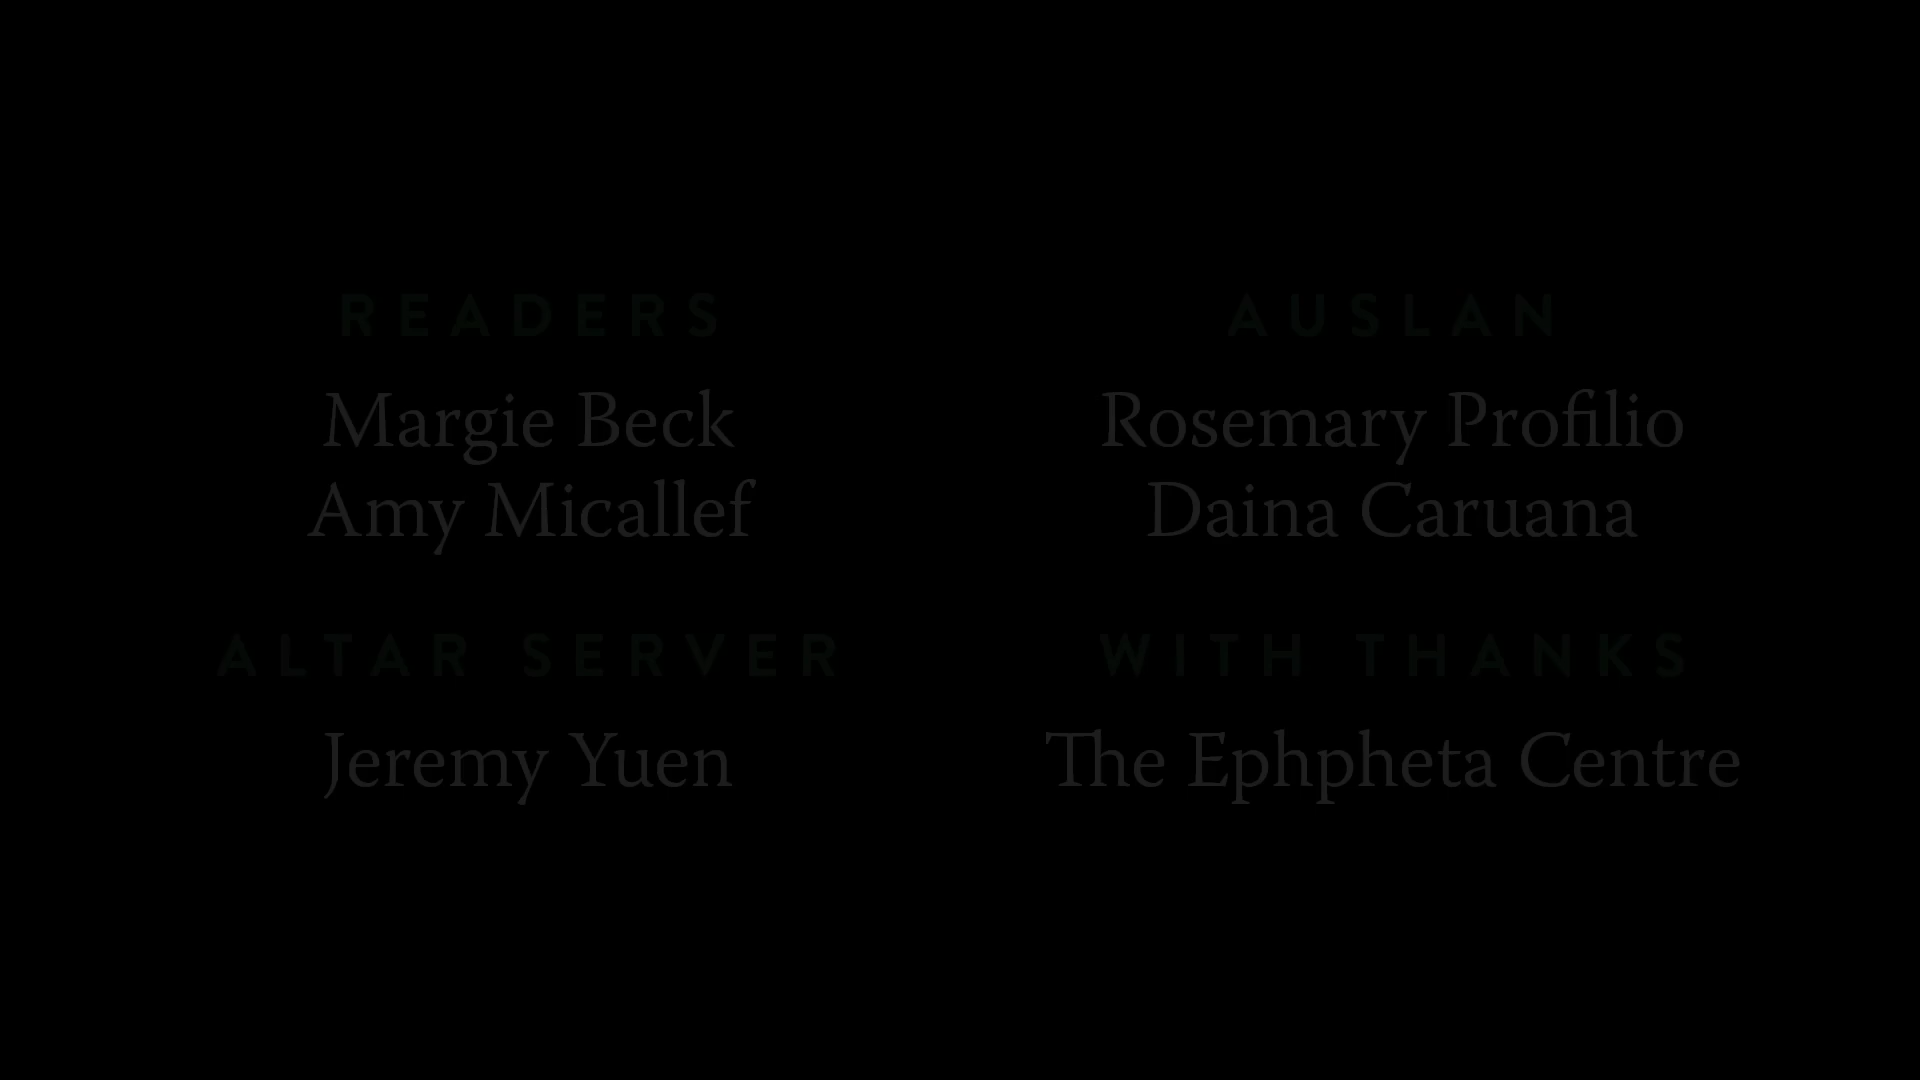 READERS
Margie Beck
Amy Micallef
ALTAR SERVER
Jeremy Yuen
AUSLAN
Rosemary Profilio
Daina Caruana
WITH THANKS
The Ephpheta Centre